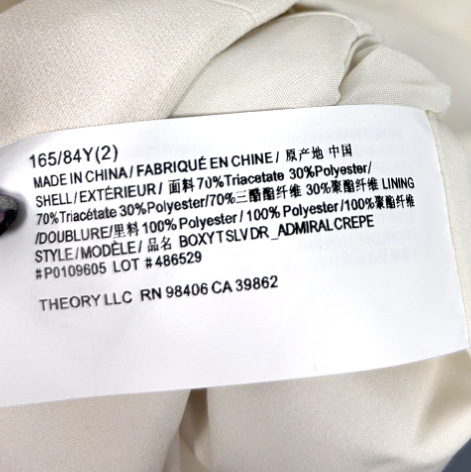 165/84Y(2)
MADE IN CHINA/FABRIQUÉ EN CHINE/ 原产地 中国
SHELL/EXTÉRIEUR/ 面料 70%Triacetate 30%Polyester/
70%Triacétate 30%Polyester/70%三醋酯纤维 30%聚酯纤维 LINING
/DOUBLURE/里料 100% Polyester/100% Polyester/100%聚酯纤维
STYLE/MODÈLE/ 品名 BOXYTSLVDR_ADMIRALCREPE
#P0109605 LOT #486529
THEORY LLC RN 98406 CA 39862